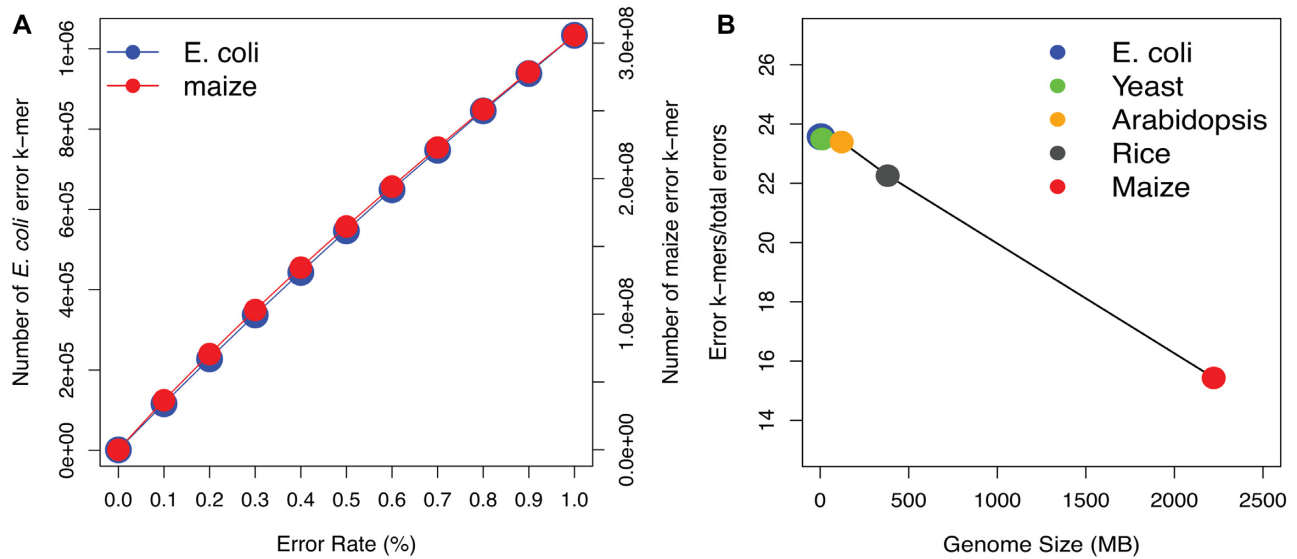 A
E. coli
maize
Number of E. coli error k−mer
0e+00
2e+05
4e+05
6e+05
8e+05
1e+06
0.0
0.1
0.2
0.3
0.4
0.5
0.6
0.7
0.8
0.9
1.0
Error Rate (%)
0.0e+00
1.0e+08
2.0e+08
3.0e+08
Number of maize error k−mer
B
E. coli
Yeast
Arabidopsis
Rice
Maize
Error k−mers/total errors
26
24
22
20
18
16
14
0
500
1000
1500
2000
2500
Genome Size (MB)